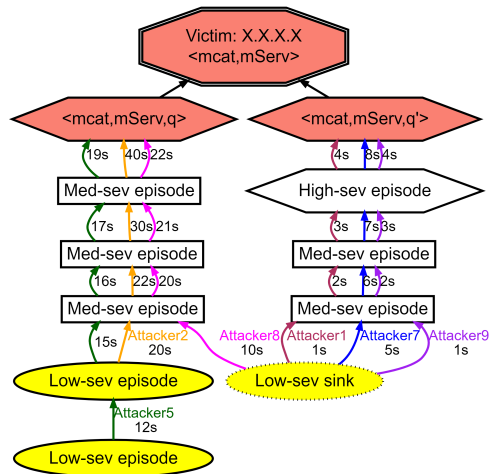 Victim: X.X.X.X
<mcat,mServ>
<mcat,mServ,q>
<mcat,mServ,q'>
19s
40s
22s
4s
8s
4s
Med-sev episode
High-sev episode
17s
30s
21s
3s
7s
3s
Med-sev episode
Med-sev episode
16s
22s
20s
2s
6s
2s
Med-sev episode
Med-sev episode
15s
Attacker2
20s
Attacker8
10s
Attacker1
1s
Attacker7
5s
Attacker9
1s
Low-sev episode
Low-sev sink
Attacker5
12s
Low-sev episode